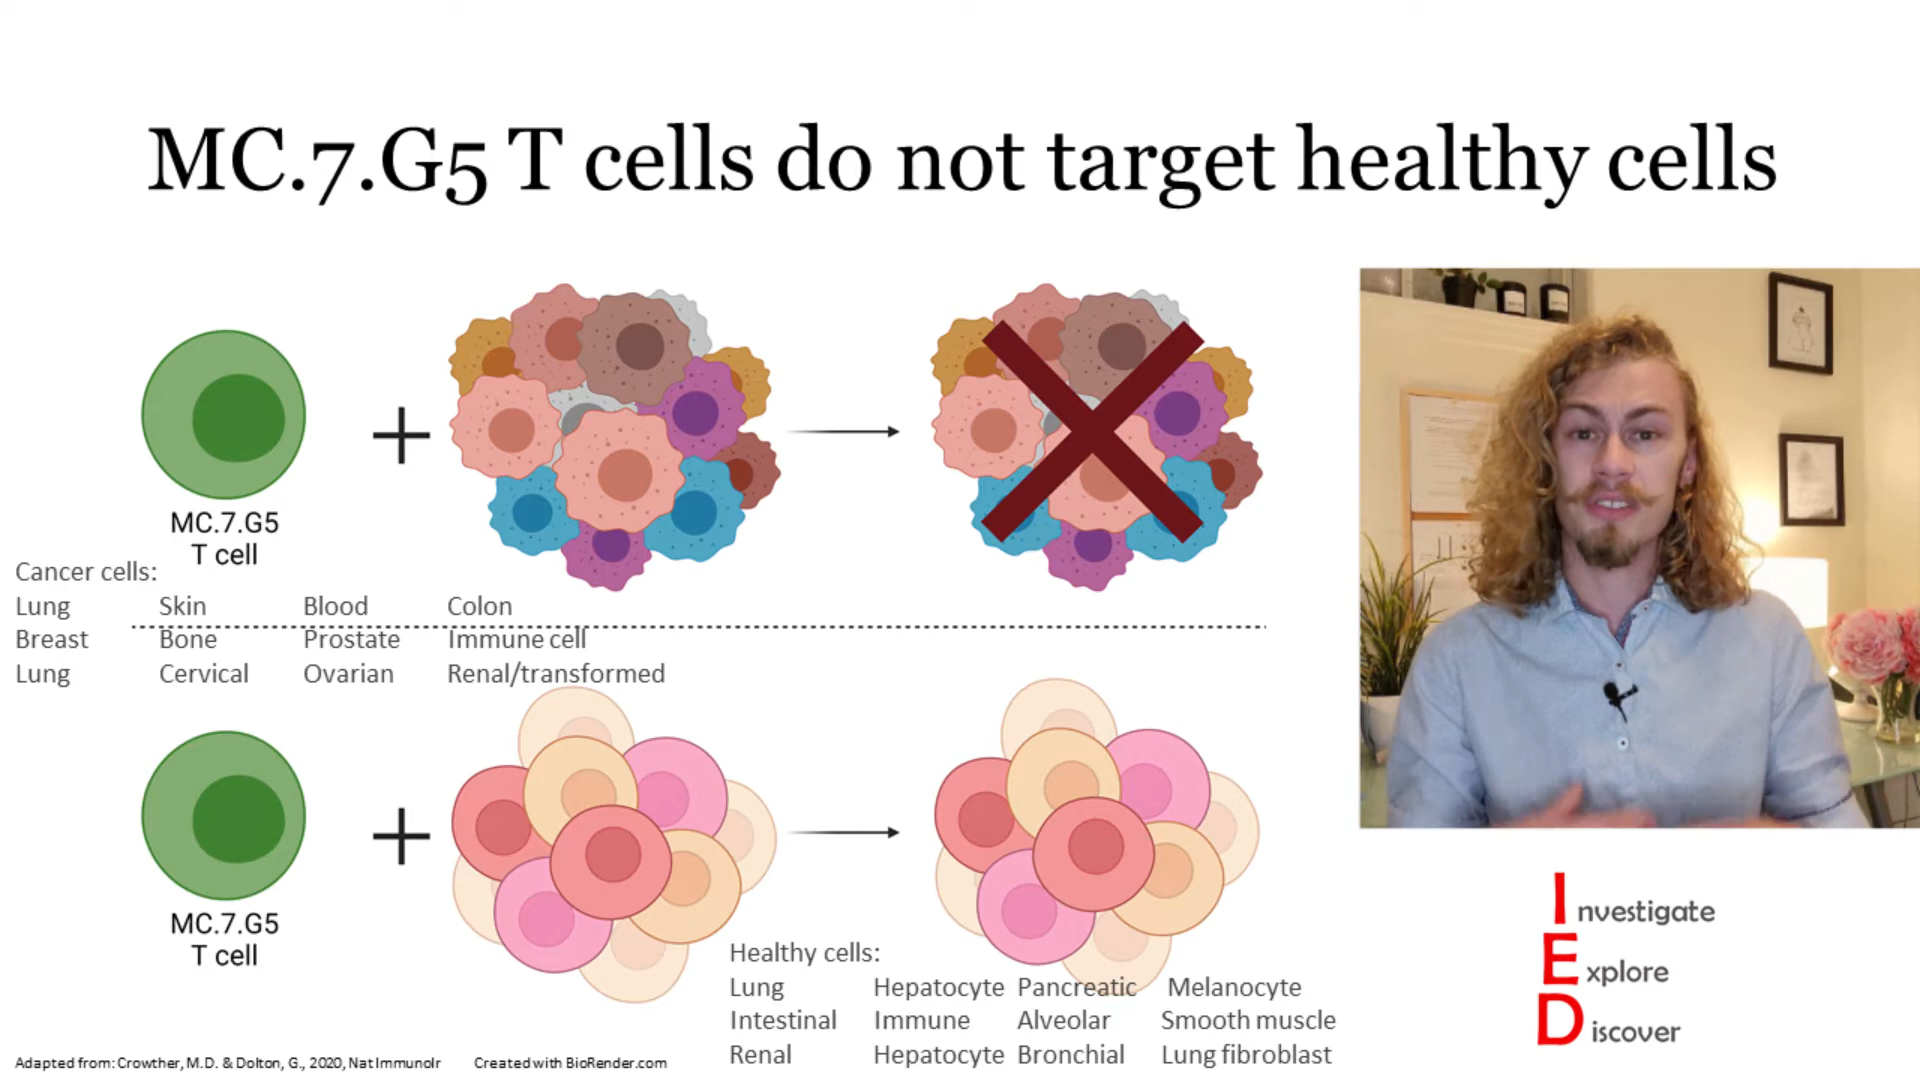 MC.7.G5 T cells do not target healthy cells
MC.7.G5
T cell
Cancer cells:
Lung Skin Blood Colon
Breast Bone Prostate Immune cell
Lung Cervical Ovarian Renal/transformed
MC.7.G5
T cell
Healthy cells:
Lung Hepatocyte Pancreatic Melanocyte
Intestinal Immune Alveolar Smooth muscle
Renal Hepatocyte Bronchial Lung fibroblast
Investigate
Explore
Discover
Adapted from: Crowther, M.D. & Dolton, G., 2020, Nat Immunolr Created with BioRender.com